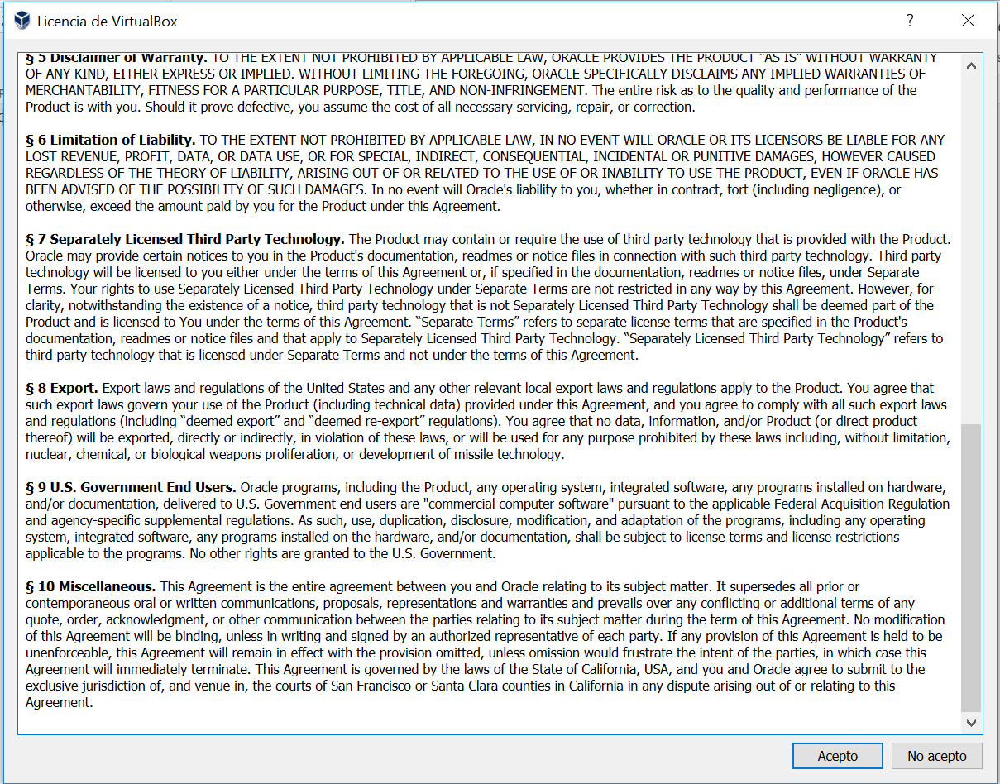 Licencia de VirtualBox
?
§ 5 Disclaimer of Warranty. TO THE EXTENT NOT PROHIBITED BY APPLICABLE LAW, ORACLE PROVIDES THE PRODUCT "AS IS" WITHOUT WARRANTY
OF ANY KIND, EITHER EXPRESS OR IMPLIED. WITHOUT LIMITING THE FOREGOING, ORACLE SPECIFICALLY DISCLAIMS ANY IMPLIED WARRANTIES OF
MERCHANTABILITY, FITNESS FOR A PARTICULAR PURPOSE, TITLE, AND NON-INFRINGEMENT. The entire risk as to the quality and performance of the
Product is with you. Should it prove defective, you assume the cost of all necessary servicing, repair, or correction.
§ 6 Limitation of Liability. TO THE EXTENT NOT PROHIBITED BY APPLICABLE LAW, IN NO EVENT WILL ORACLE OR ITS LICENSORS BE LIABLE FOR ANY
LOST REVENUE, PROFIT, DATA, OR DATA USE, OR FOR SPECIAL, INDIRECT, CONSEQUENTIAL, INCIDENTAL OR PUNITIVE DAMAGES, HOWEVER CAUSED
REGARDLESS OF THE THEORY OF LIABILITY, ARISING OUT OF OR RELATED TO THE USE OF OR INABILITY TO USE THE PRODUCT, EVEN IF ORACLE HAS
BEEN ADVISED OF THE POSSIBILITY OF SUCH DAMAGES. In no event will Oracle's liability to you, whether in contract, tort (including negligence), or
otherwise, exceed the amount paid by you for the Product under this Agreement.
§ 7 Separately Licensed Third Party Technology. The Product may contain or require the use of third party technology that is provided with the Product.
Oracle may provide certain notices to you in the Product's documentation, readmes or notice files in connection with such third party technology. Third party
technology will be licensed to you either under the terms of this Agreement or, if specified in the documentation, readmes or notice files, under Separate
Terms. Your rights to use Separately Licensed Third Party Technology under Separate Terms are not restricted in any way by this Agreement. However, for
clarity, notwithstanding the existence of a notice, third party technology that is not Separately Licensed Third Party Technology shall be deemed part of the
Product and is licensed to You under the terms of this Agreement. “Separate Terms” refers to separate license terms that are specified in the Product's
documentation, readmes or notice files and that apply to Separately Licensed Third Party Technology. “Separately Licensed Third Party Technology” refers to
third party technology that is licensed under Separate Terms and not under the terms of this Agreement.
§ 8 Export. Export laws and regulations of the United States and any other relevant local export laws and regulations apply to the Product. You agree that
such export laws govern your use of the Product (including technical data) provided under this Agreement, and you agree to comply with all such export laws
and regulations (including “deemed export” and “deemed re-export” regulations). You agree that no data, information, and/or Product (or direct product
thereof) will be exported, directly or indirectly, in violation of these laws, or will be used for any purpose prohibited by these laws including, without limitation,
nuclear, chemical, or biological weapons proliferation, or development of missile technology.
§ 9 U.S. Government End Users. Oracle programs, including the Product, any operating system, integrated software, any programs installed on hardware,
and/or documentation, delivered to U.S. Government end users are "commercial computer software" pursuant to the applicable Federal Acquisition Regulation
and agency-specific supplemental regulations. As such, use, duplication, disclosure, modification, and adaptation of the programs, including any operating
system, integrated software, any programs installed on the hardware, and/or documentation, shall be subject to license terms and license restrictions
applicable to the programs. No other rights are granted to the U.S. Government.
§ 10 Miscellaneous. This Agreement is the entire agreement between you and Oracle relating to its subject matter. It supersedes all prior or
contemporaneous oral or written communications, proposals, representations and warranties and prevails over any conflicting or additional terms of any
quote, order, acknowledgment, or other communication between the parties relating to its subject matter during the term of this Agreement. No modification
of this Agreement will be binding, unless in writing and signed by an authorized representative of each party. If any provision of this Agreement is held to be
unenforceable, this Agreement will remain in effect with the provision omitted, unless omission would frustrate the intent of the parties, in which case this
Agreement will immediately terminate. This Agreement is governed by the laws of the State of California, USA, and you and Oracle agree to submit to the
exclusive jurisdiction of, and venue in, the courts of San Francisco or Santa Clara counties in California in any dispute arising out of or relating to this
Agreement.
Acepto
No acepto